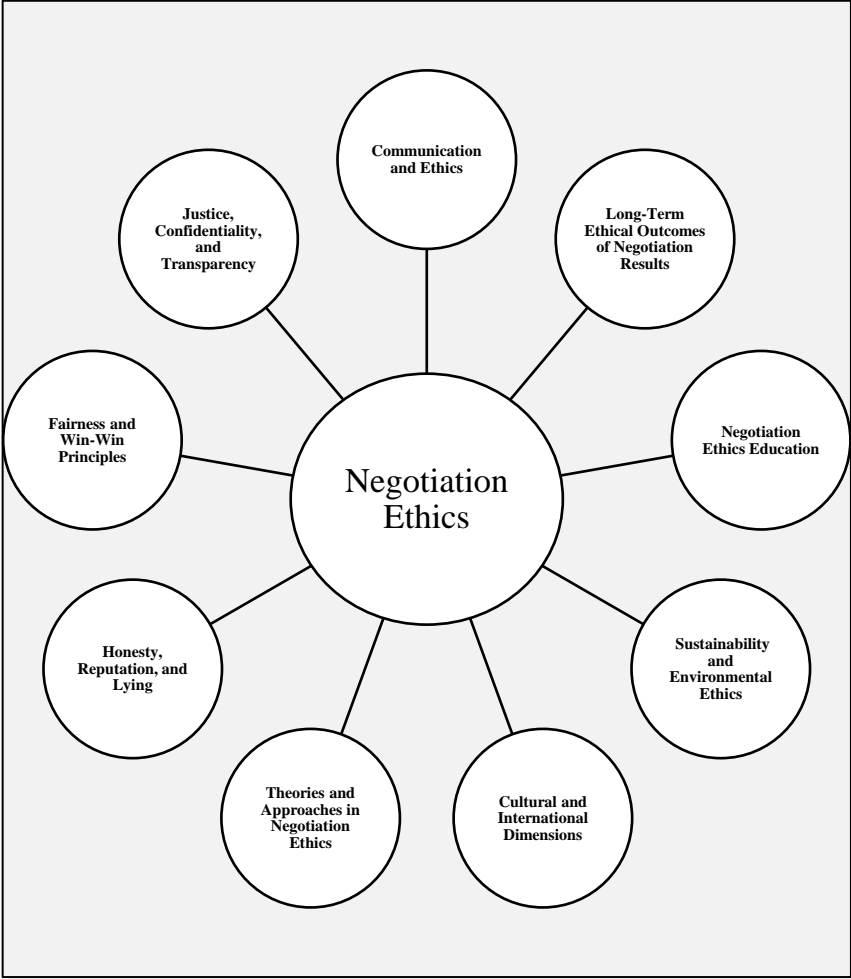 Communication
and Ethics
Long-Term
Ethical Outcomes
of Negotiation
Results
Negotiation
Ethics Education
Sustainability
and
Environmental
Ethics
Cultural and
International
Dimensions
Theories and
Approaches in
Negotiation
Ethics
Honesty,
Reputation, and
Lying
Fairness and
Win-Win
Principles
Justice,
Confidentiality,
and
Transparency
Negotiation
Ethics